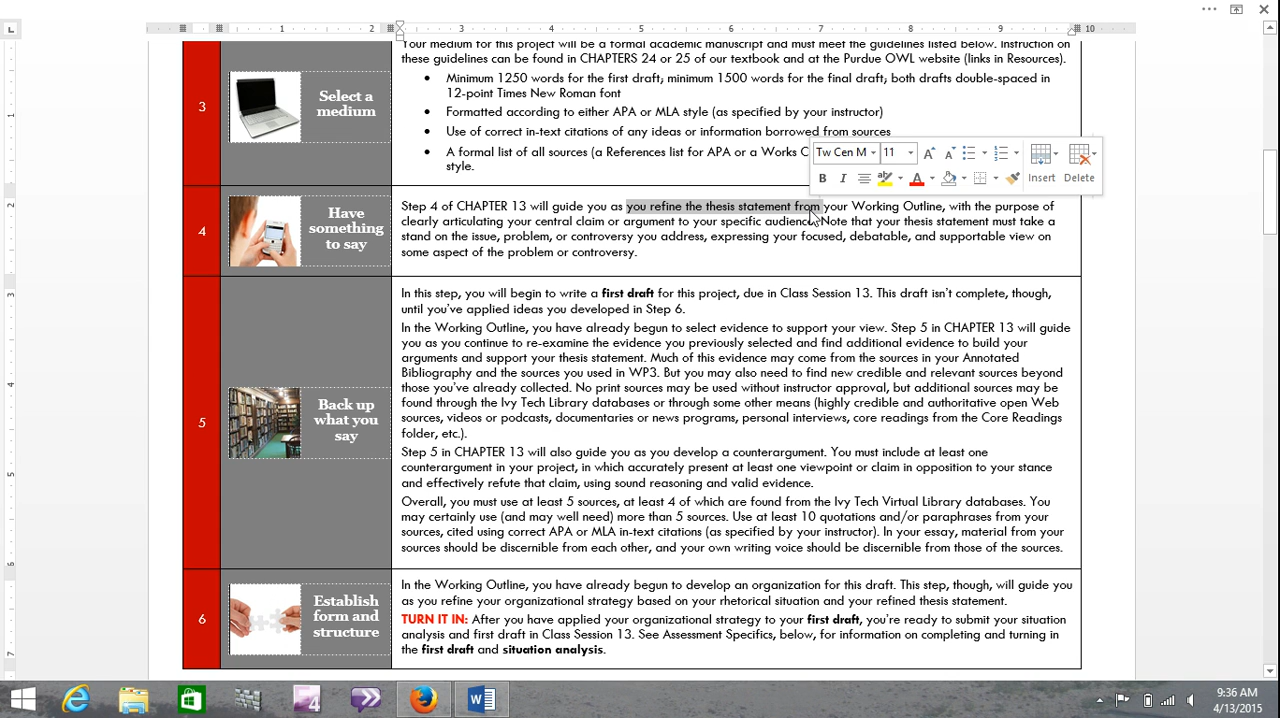 1 2 3 4 5 6 7 8 9 10
Your medium for this project will be a formal academic manuscript and must meet the guidelines listed below. Instruction on
these guidelines can be found in CHAPTERS 24 or 25 of our textbook and at the Purdue OWL website (links in Resources).
3
Select a
medium
• Minimum 1250 words for the first draft; minimum 1500 words for the final draft; both drafts double-spaced in
12-point Times New Roman font
• Formatted according to either APA or MLA style (as specified by your instructor)
• Use of correct in-text citations of any ideas or information borrowed from sources
• A formal list of all sources (a References list for APA or a Works C
style.
Tw Cen M 11 A A
B I A Insert Delete
4
Have
something
to say
Step 4 of CHAPTER 13 will guide you as you refine the thesis statement from your Working Outline, with the purpose of
clearly articulating your central claim or argument to your specific audience. Note that your thesis statement must take a
stand on the issue, problem, or controversy you address, expressing your focused, debatable, and supportable view on
some aspect of the problem or controversy.
5
Back up
what you
say
In this step, you will begin to write a first draft for this project, due in Class Session 13. This draft isn't complete, though,
until you've applied ideas you developed in Step 6.
In the Working Outline, you have already begun to select evidence to support your view. Step 5 in CHAPTER 13 will guide
you as you continue to re-examine the evidence you previously selected and find additional evidence to build your
arguments and support your thesis statement. Much of this evidence may come from the sources in your Annotated
Bibliography and the sources you used in WP3. But you may also need to find new credible and relevant sources beyond
those you've already collected. No print sources may be used without instructor approval, but additional sources may be
found through the Ivy Tech Library databases or through some other means (highly credible and authoritative open Web
sources, videos or podcasts, documentaries or news programs, personal interviews, core readings from the Core Readings
folder, etc.).
Step 5 in CHAPTER 13 will also guide you as you develop a counterargument. You must include at least one
counterargument in your project, in which accurately present at least one viewpoint or claim in opposition to your stance
and effectively refute that claim, using sound reasoning and valid evidence.
Overall, you must use at least 5 sources, at least 4 of which are found from the Ivy Tech Virtual Library databases. You
may certainly use (and may well need) more than 5 sources. Use at least 10 quotations and/or paraphrases from your
sources, cited using correct APA or MLA in-text citations (as specified by your instructor). In your essay, material from your
sources should be discernible from each other, and your own writing voice should be discernible from those of the sources.
6
Establish
form and
structure
In the Working Outline, you have already begun to develop an organization for this draft. This step, though, will guide you
as you refine your organizational strategy based on your rhetorical situation and your refined thesis statement.
TURN IT IN: After you have applied your organizational strategy to your first draft, you're ready to submit your situation
analysis and first draft in Class Session 13. See Assessment Specifics, below, for information on completing and turning in
the first draft and situation analysis.
9:36 AM
4/13/2015